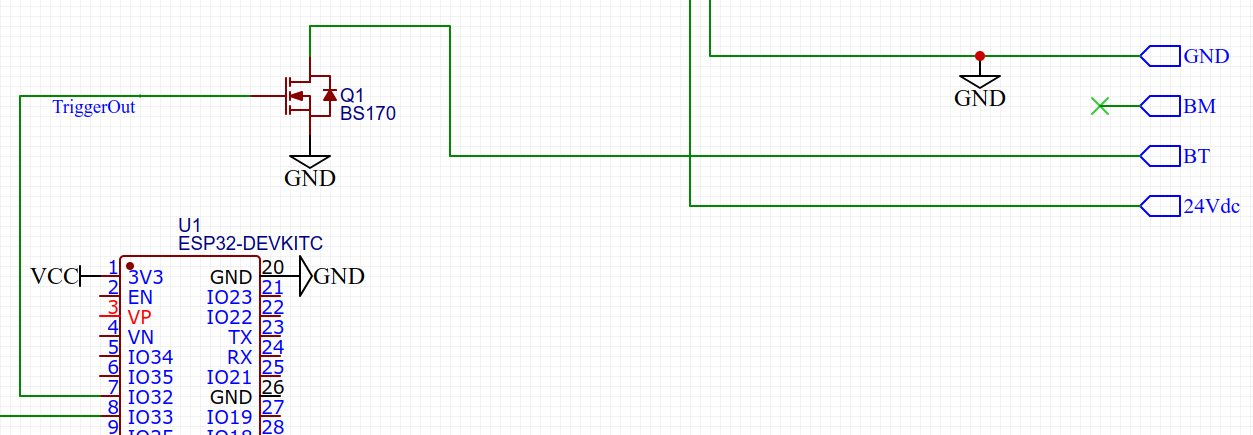 GND
GND
TriggerOut
Q1
BS170
BM
BT
GND
24Vdc
U1
ESP32-DEVKITC
VCC
1 3V3 GND 20 GND
2 EN IO23 21
3 VP IO22 22
4 VN TX 23
5 IO34 RX 24
6 IO35 IO21 25
7 IO32 GND 26
8 IO33 IO19 27
9 28